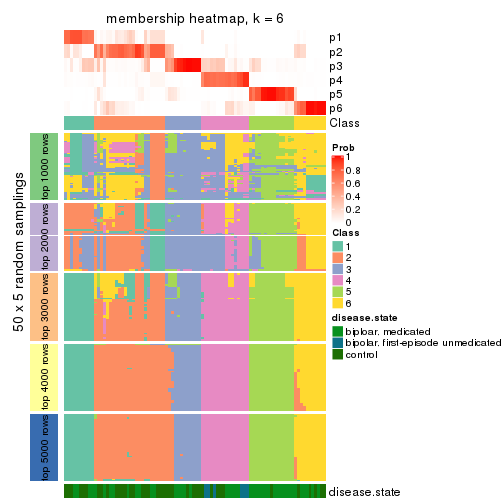 membership heatmap, k = 6
p1
p2
p3
p4
p5
p6
Class
50 x 5 random samplings
top 1000 rows
top 2000 rows
top 3000 rows
top 4000 rows
top 5000 rows
Prob
1
0.8
0.6
0.4
0.2
0
Class
1
2
3
4
5
6
disease.state
biploar, medicated
bipolar, first-episode unmedicated
control
disease.state